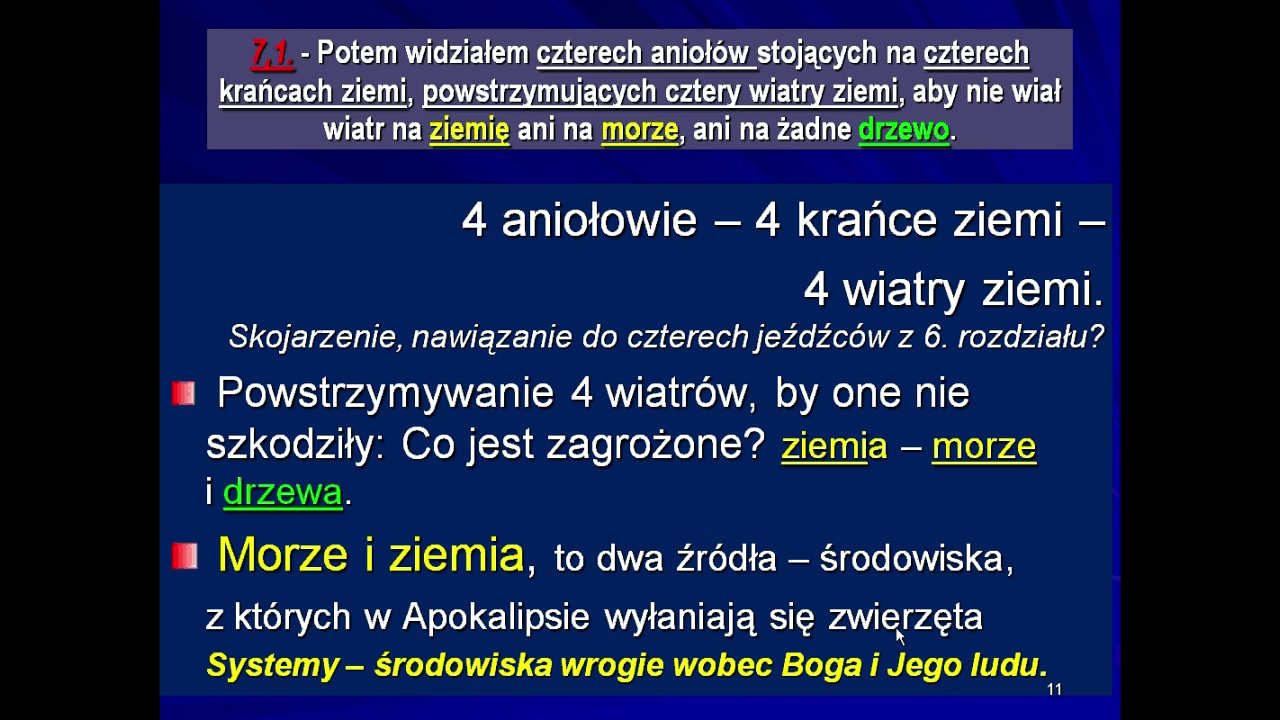 7,1. - Potem widziałem czterech aniołów stojących na czterech
krańcach ziemi, powstrzymujących cztery wiatry ziemi, aby nie wiał
wiatr na ziemię ani na morze, ani na żadne drzewo.
4 aniołowie – 4 krańce ziemi –
4 wiatry ziemi.
Skojarzenie, nawiązanie do czterech jeźdźców z 6. rozdziału?
Powstrzymywanie 4 wiatrów, by one nie
szkodziły: Co jest zagrożone? ziemia – morze
i drzewa.
Morze i ziemia, to dwa źródła – środowiska,
z których w Apokalipsie wyłaniają się zwierzęta
Systemy – środowiska wrogie wobec Boga i Jego ludu.
11